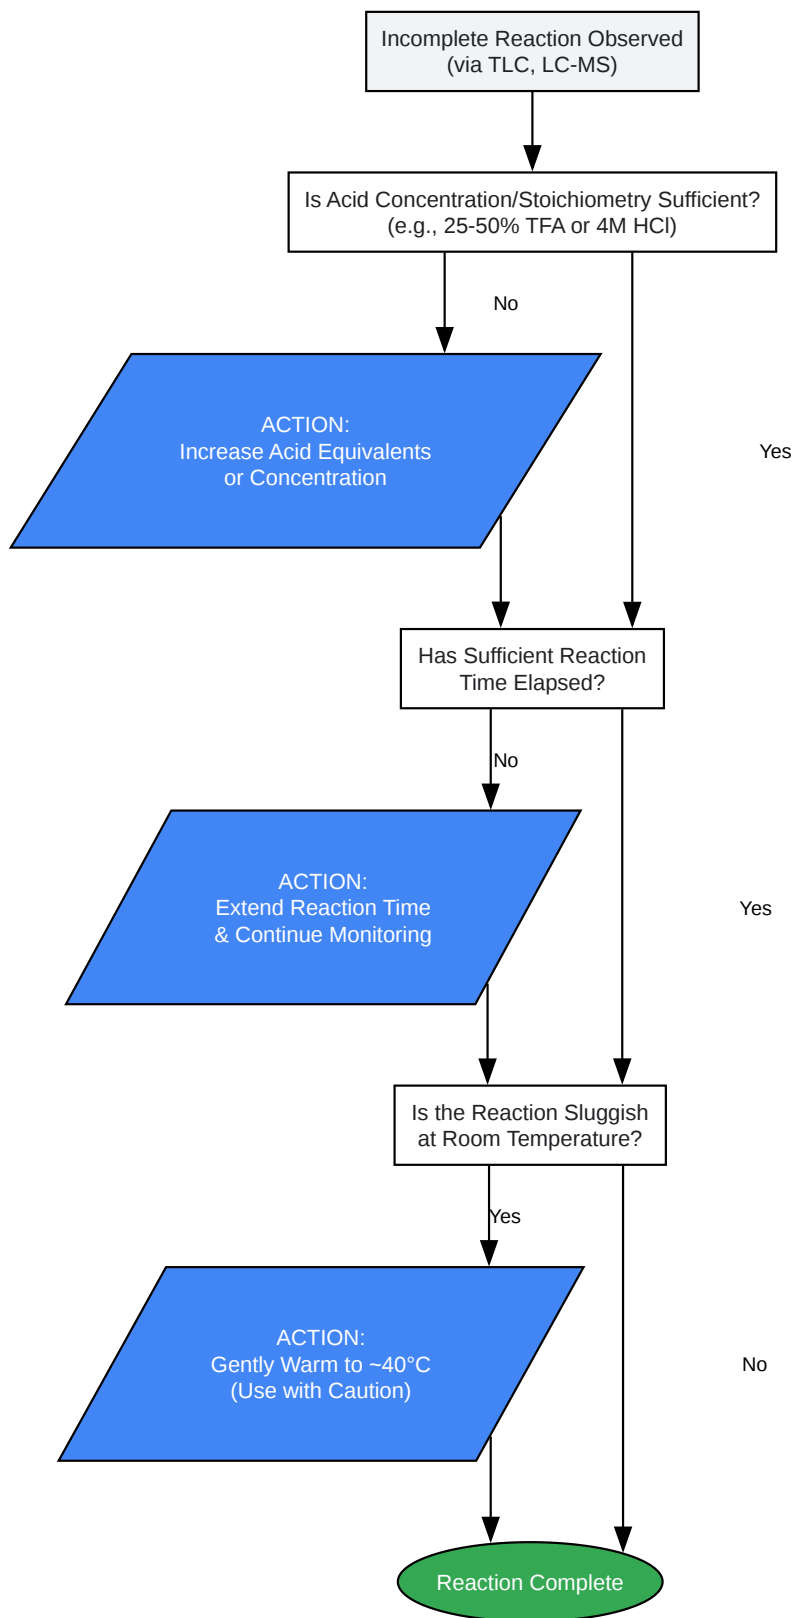 Incomplete Reaction Observed
(via TLC, LC-MS)
Is Acid Concentration/Stoichiometry Sufficient?
(e.g., 25-50% TFA or 4M HCl)
No
ACTION:
Increase Acid Equivalents
or Concentration
Yes
Has Sufficient Reaction
Time Elapsed?
No
ACTION:
Extend Reaction Time
& Continue Monitoring
Yes
Is the Reaction Sluggish
at Room Temperature?
Yes
ACTION:
Gently Warm to ~40°C
(Use with Caution)
No
Reaction Complete